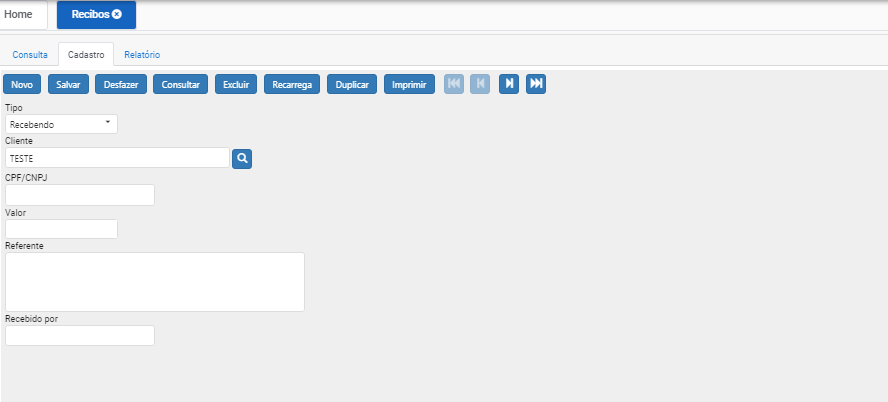 Home Recibos
Consulta Cadastro Relatório
Novo Salvar Desfazer Consultar Excluir Recarrega Duplicar Imprimir
Tipo
Recebendo
Cliente
TESTE
CPF/CNPJ
Valor
Referente
Recebido por